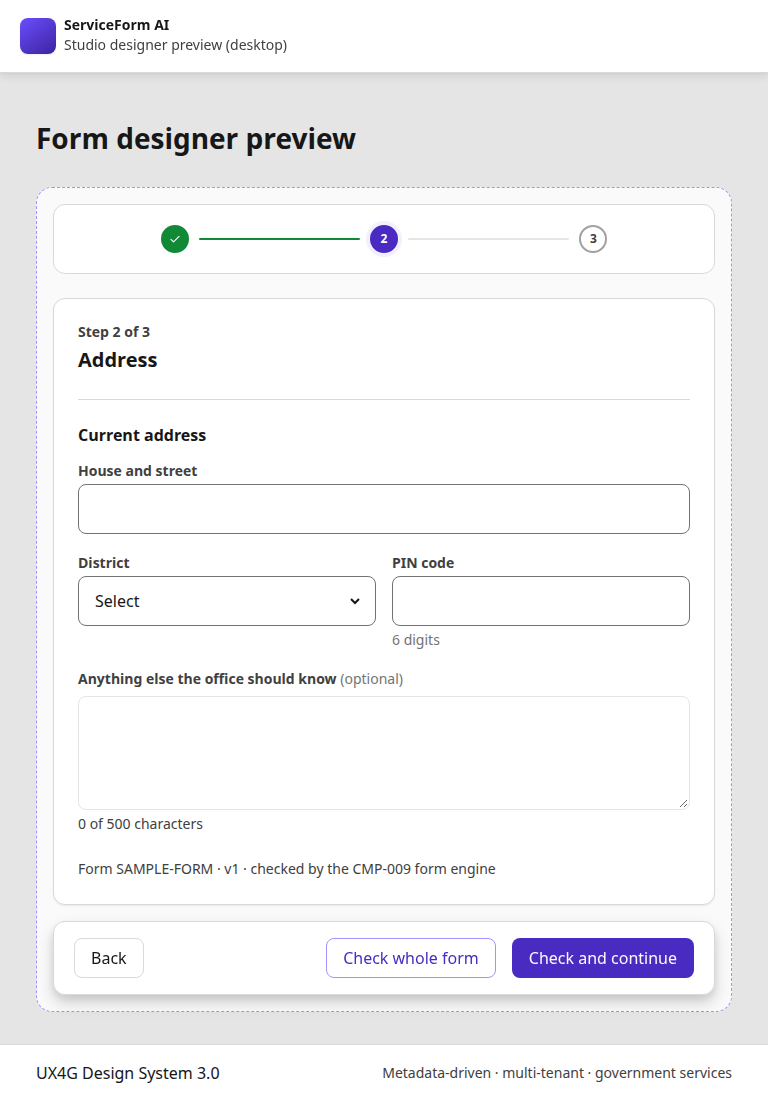 ServiceForm AI
Studio designer preview (desktop)
Form designer preview
2
3
Step 2 of 3
Address
Current address
House and street
District
PIN code
Select
6 digits
Anything else the office should know (optional)
0 of 500 characters
Form SAMPLE-FORM · v1 · checked by the CMP-009 form engine
Back
Check whole form
Check and continue
UX4G Design System 3.0
Metadata-driven · multi-tenant · government services